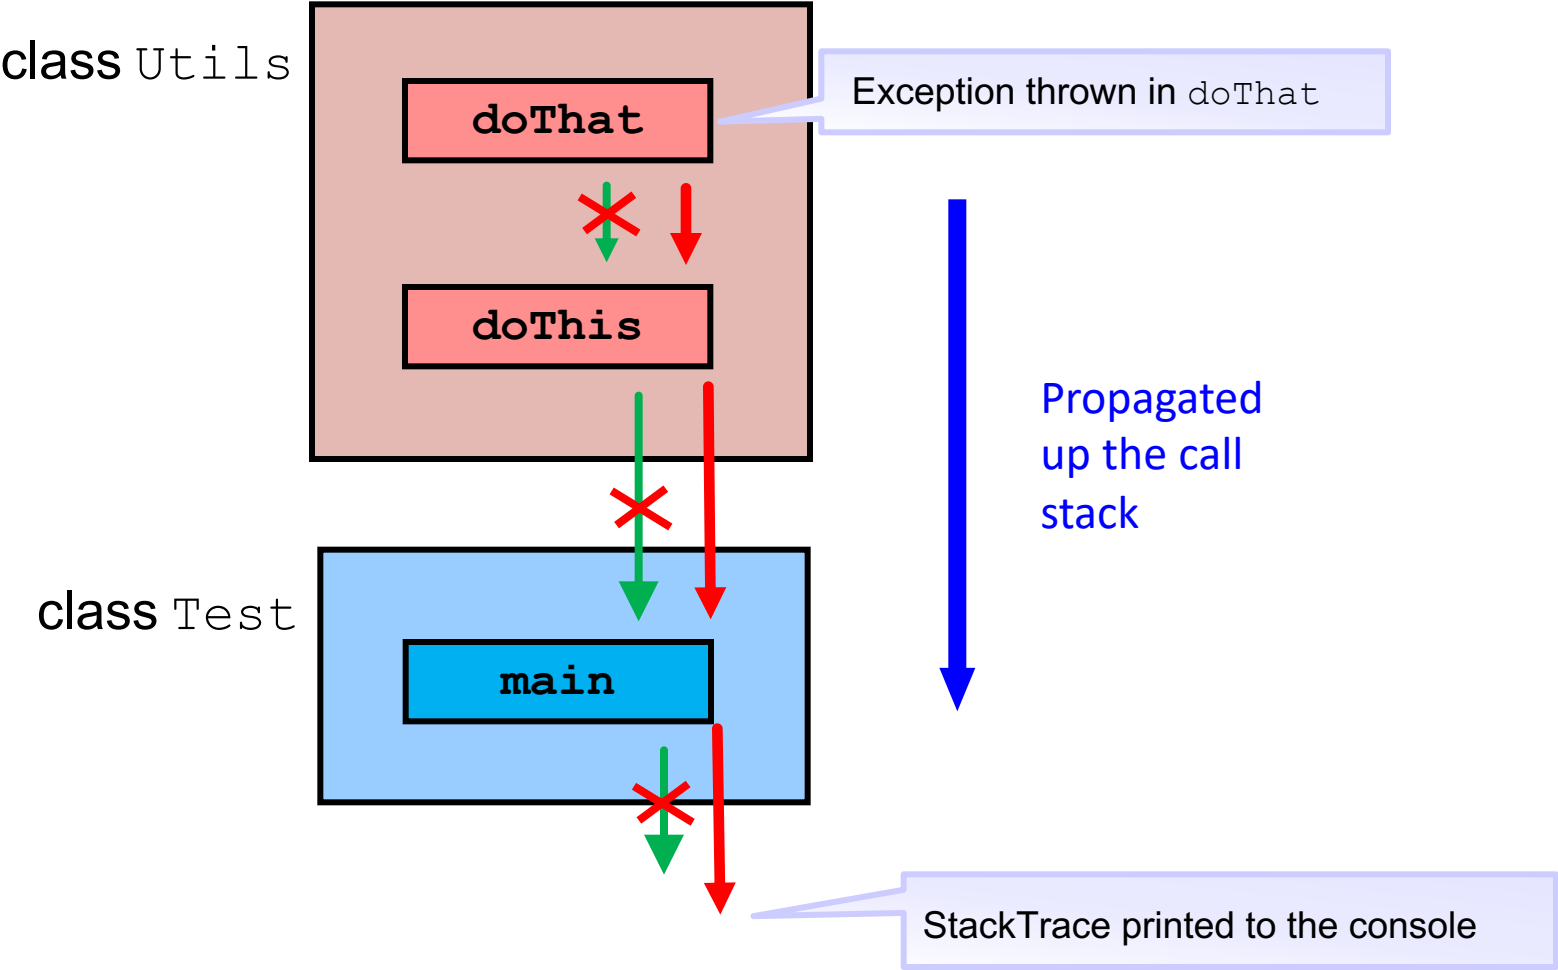 class Utils
doThat
Exception thrown in doThat
doThis
Propagated
up the call
stack
class Test
main
StackTrace printed to the console